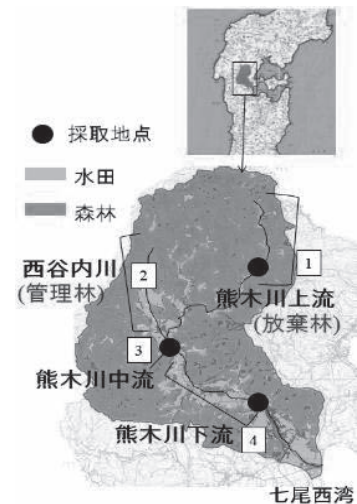 採取地点
水田
森林
1
西谷内川
2
(管理林)
熊木川上流
(放棄林)
3
熊木川中流
熊木川下流
4
七尾西湾